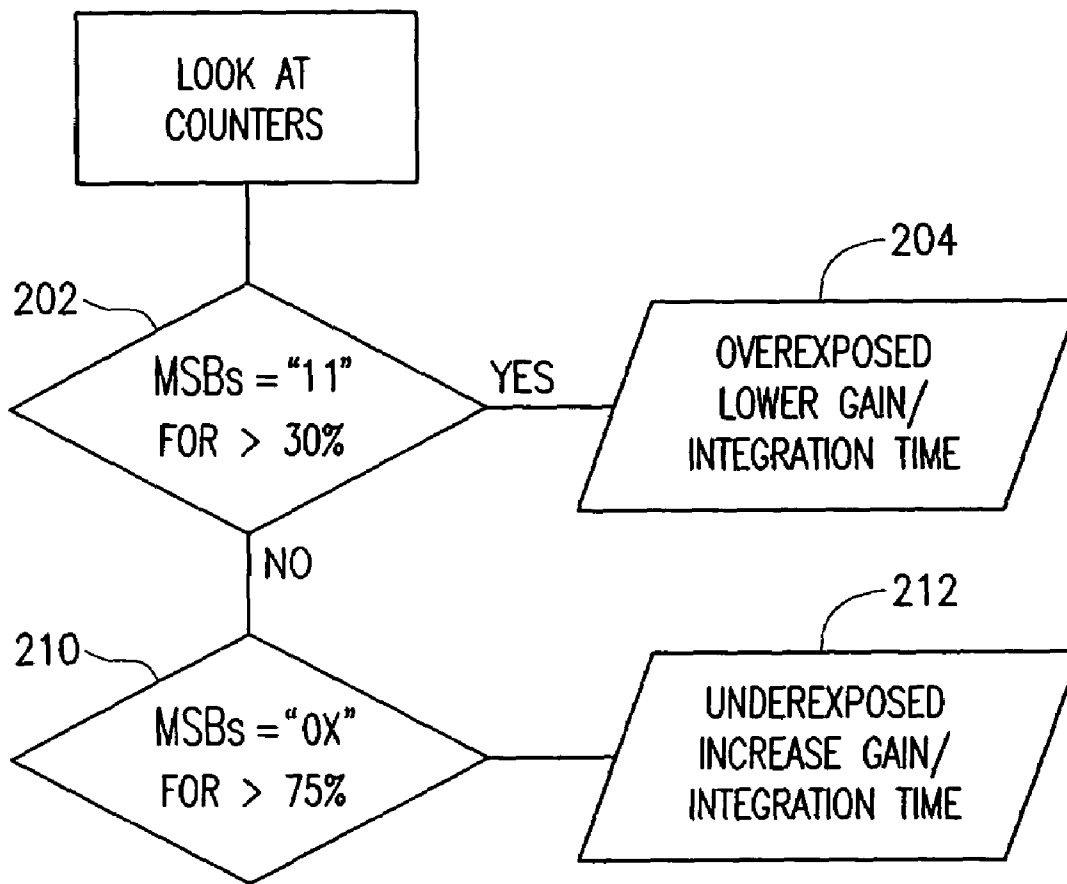 LOOK AT
COUNTERS
202
MSBs = "11"
FOR > 30%
YES
204
OVEREXPOSED
LOWER GAIN/
INTEGRATION TIME
NO
210
MSBs = "0X"
FOR > 75%
212
UNDEREXPOSED
INCREASE GAIN/
INTEGRATION TIME